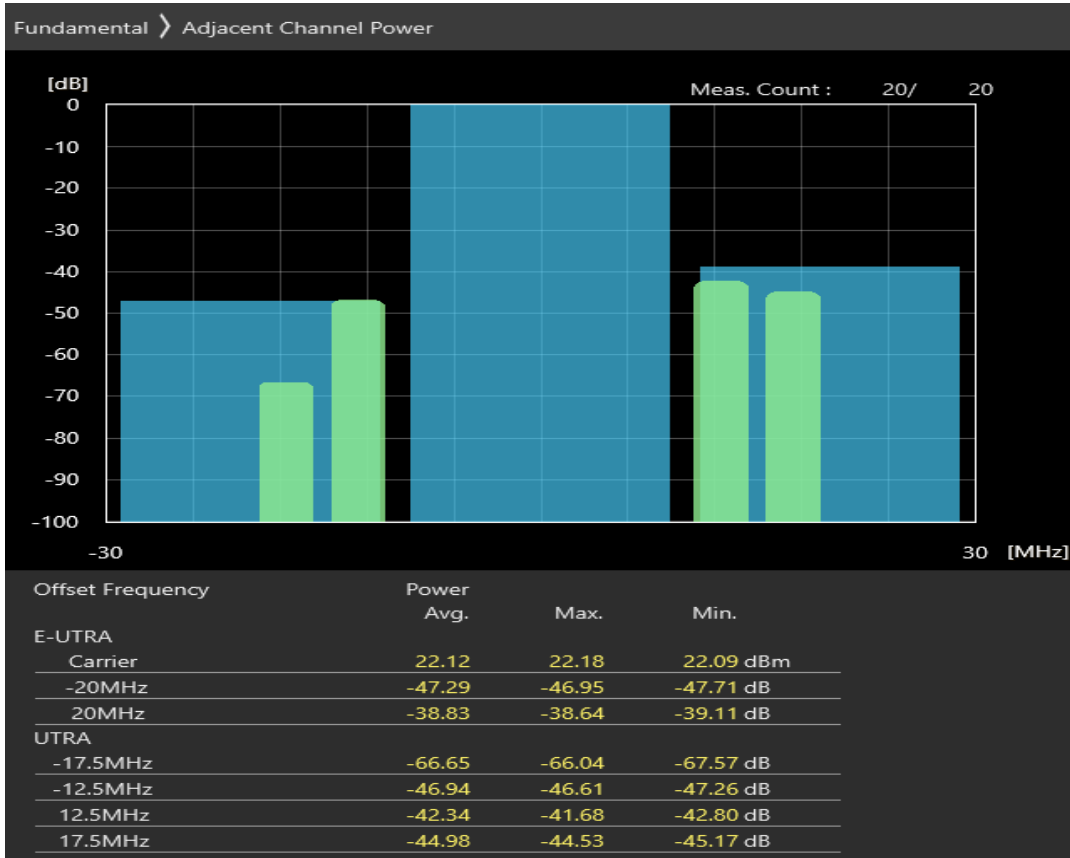 Fundamental 〉 Adjacent Channel Power
[dB]
Meas. Count : 20/ 20
0
-10
-20
-30
-40
-50
-60
-70
-80
-90
-100
-30 30 [MHz]
Offset Frequency Power
Avg. Max. Min.
E-UTRA
Carrier 22.12 22.18 22.09 dBm
-20MHz -47.29 -46.95 -47.71 dB
20MHz -38.83 -38.64 -39.11 dB
UTRA
-17.5MHz -66.65 -66.04 -67.57 dB
-12.5MHz -46.94 -46.61 -47.26 dB
12.5MHz -42.34 -41.68 -42.80 dB
17.5MHz -44.98 -44.53 -45.17 dB